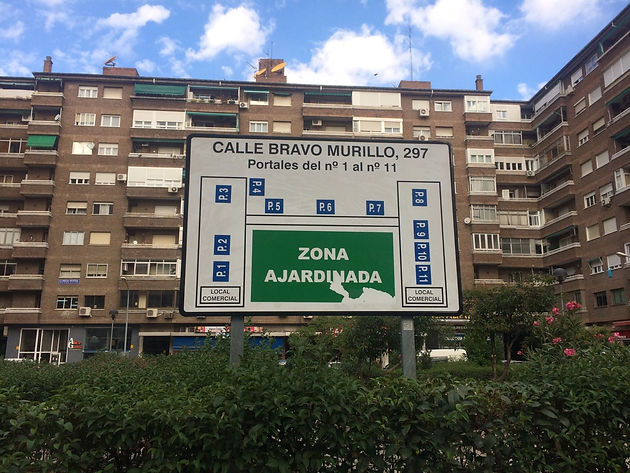 CALLE BRAVO MURILLO, 297
Portales del nº 1 al nº 11
P.3
P.4
P.5
P.6
P.7
P.8
P.2
P.1
P.9
P.10
P.11
ZONA
AJARDINADA
LOCAL
COMERCIAL
LOCAL
COMERCIAL